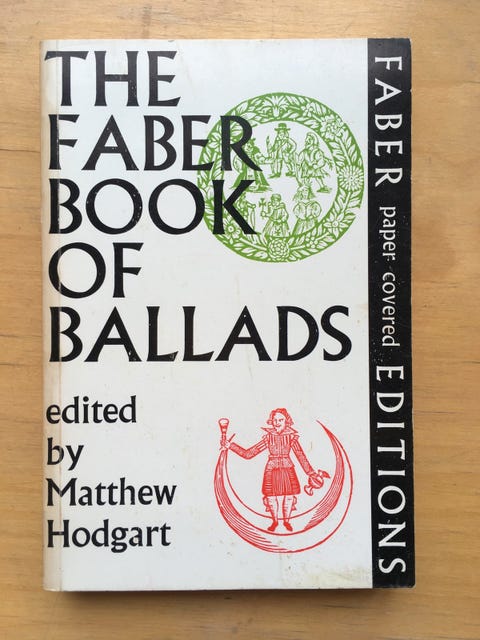 THE
FABER
BOOK
OF
BALLADS
edited
by
Matthew
Hodgart
FABER paper covered EDITIONS